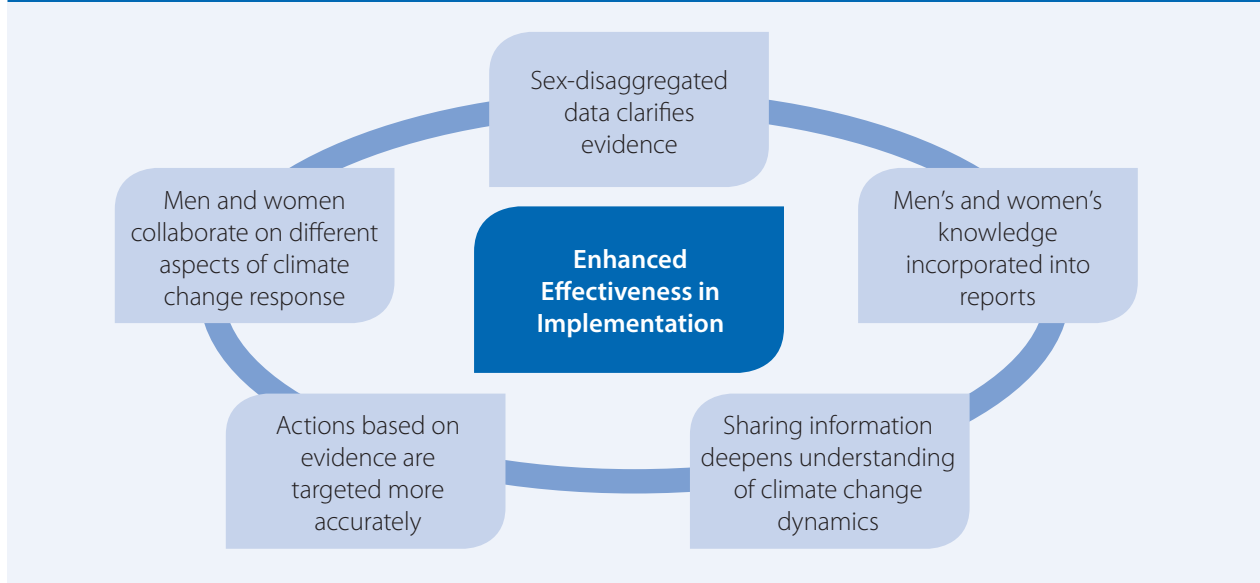 Sex-disaggregated
data clarifies
evidence
Men and women
collaborate on different
aspects of climate
change response
Enhanced
Effectiveness in
Implementation
Men’s and women’s
knowledge
incorporated into
reports
Actions based on
evidence are
targeted more
accurately
Sharing information
deepens understanding
of climate change
dynamics